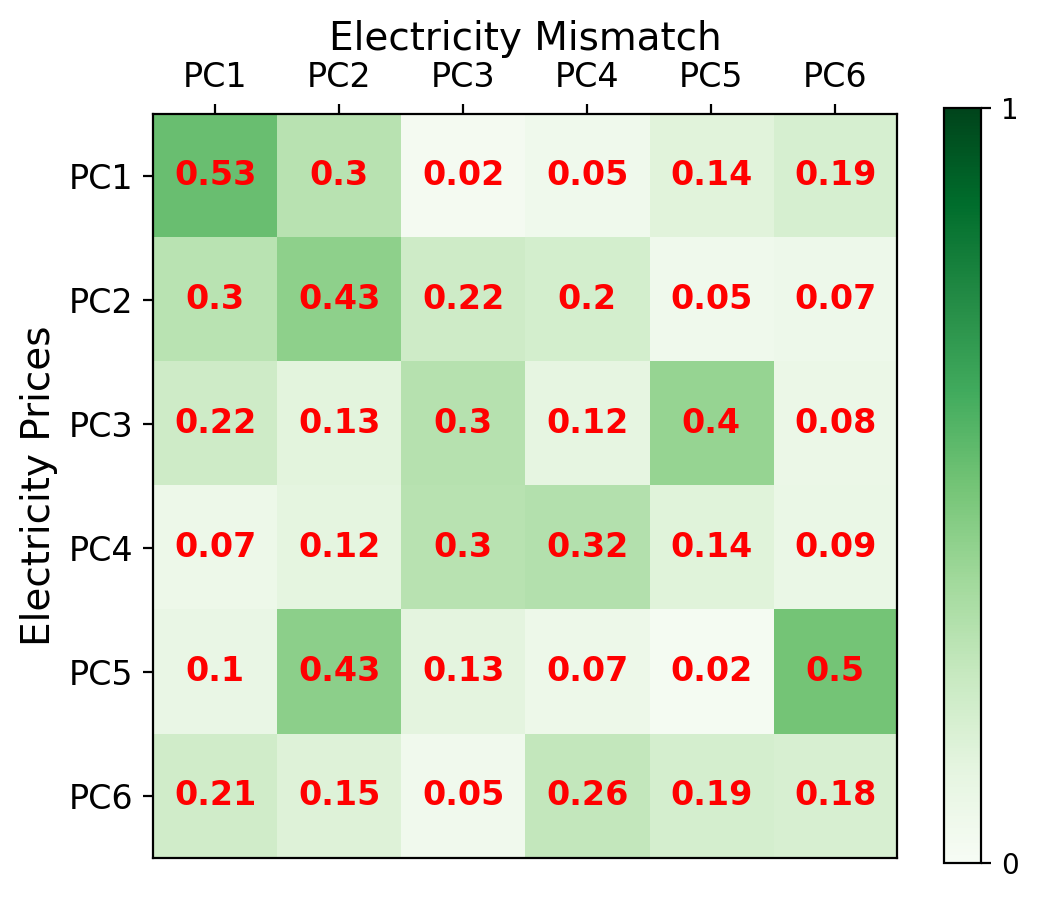 Electricity Mismatch
PC1 PC2 PC3 PC4 PC5 PC6
1
PC1 0.53 0.3 0.02 0.05 0.14 0.19
PC2 0.3 0.43 0.22 0.2 0.05 0.07
Electricity Prices
PC3 0.22 0.13 0.3 0.12 0.4 0.08
PC4 0.07 0.12 0.3 0.32 0.14 0.09
PC5 0.1 0.43 0.13 0.07 0.02 0.5
PC6 0.21 0.15 0.05 0.26 0.19 0.18
0